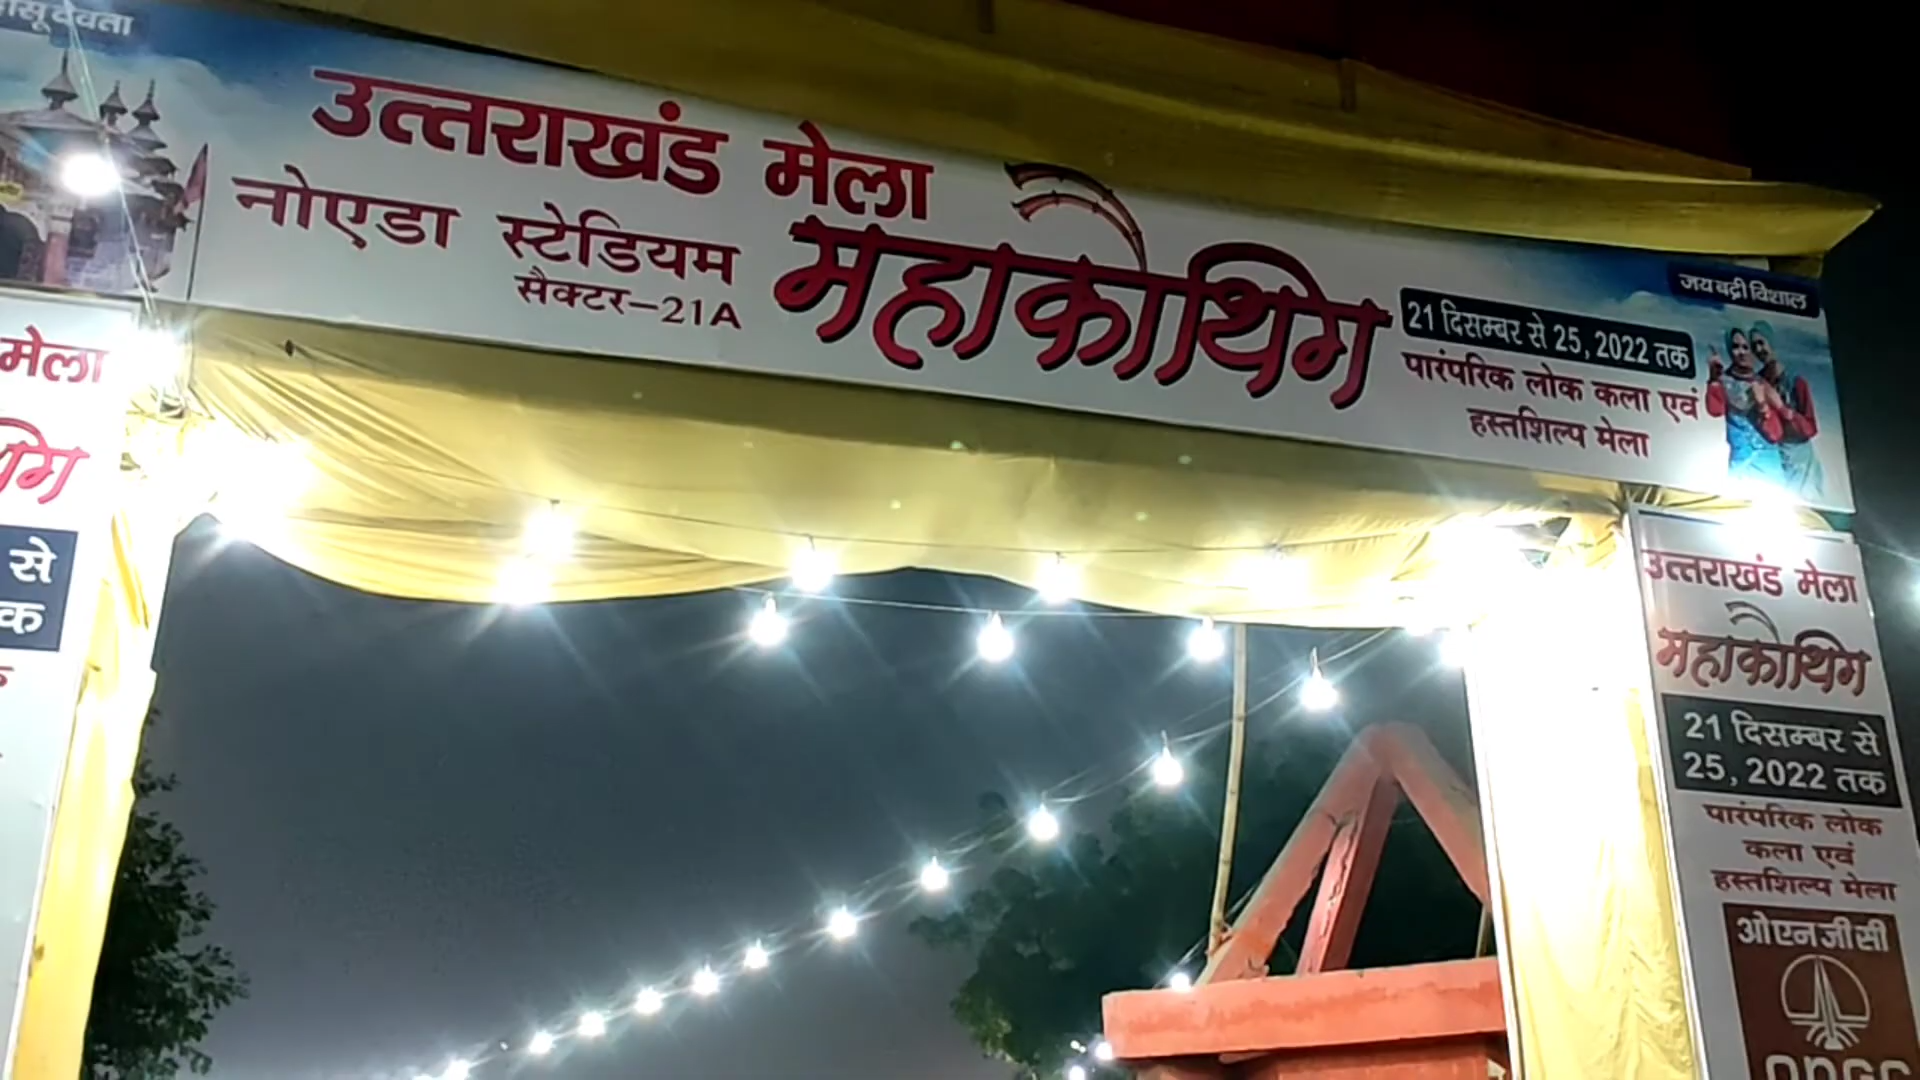 उत्तराखंड मेला
नोएडा स्टेडियम
सैक्टर-21A
महाकौथिग
21 दिसम्बर से 25, 2022 तक
पारंपरिक लोक कला एवं
हस्तशिल्प मेला
जय बद्री विशाल
मेला
से
उत्तराखंड मेला
महाकौथिग
21 दिसम्बर से
25, 2022 तक
पारंपरिक लोक
कला एवं
हस्तशिल्प मेला
ओएनजीसी
ONGC